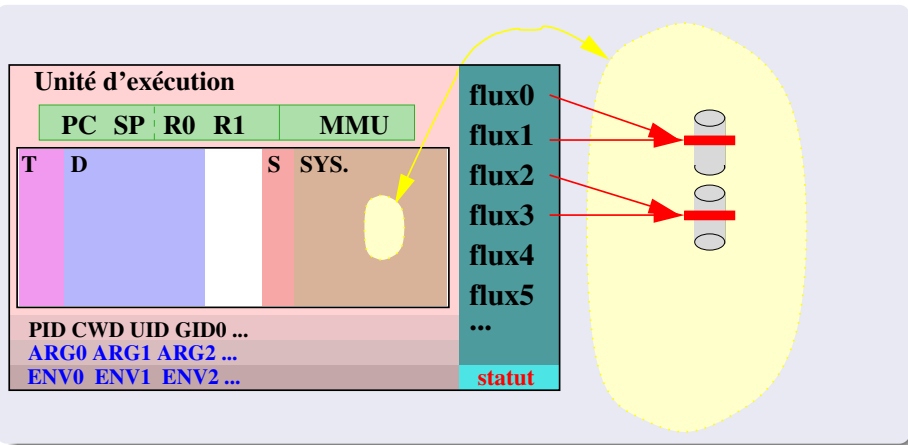 Unité d'exécution
PC SP R0 R1 MMU
T D S SYS.
flux0
flux1
flux2
flux3
flux4
flux5
...
PID CWD UID GID0 ...
ARG0 ARG1 ARG2 ...
ENV0 ENV1 ENV2 ...
statut